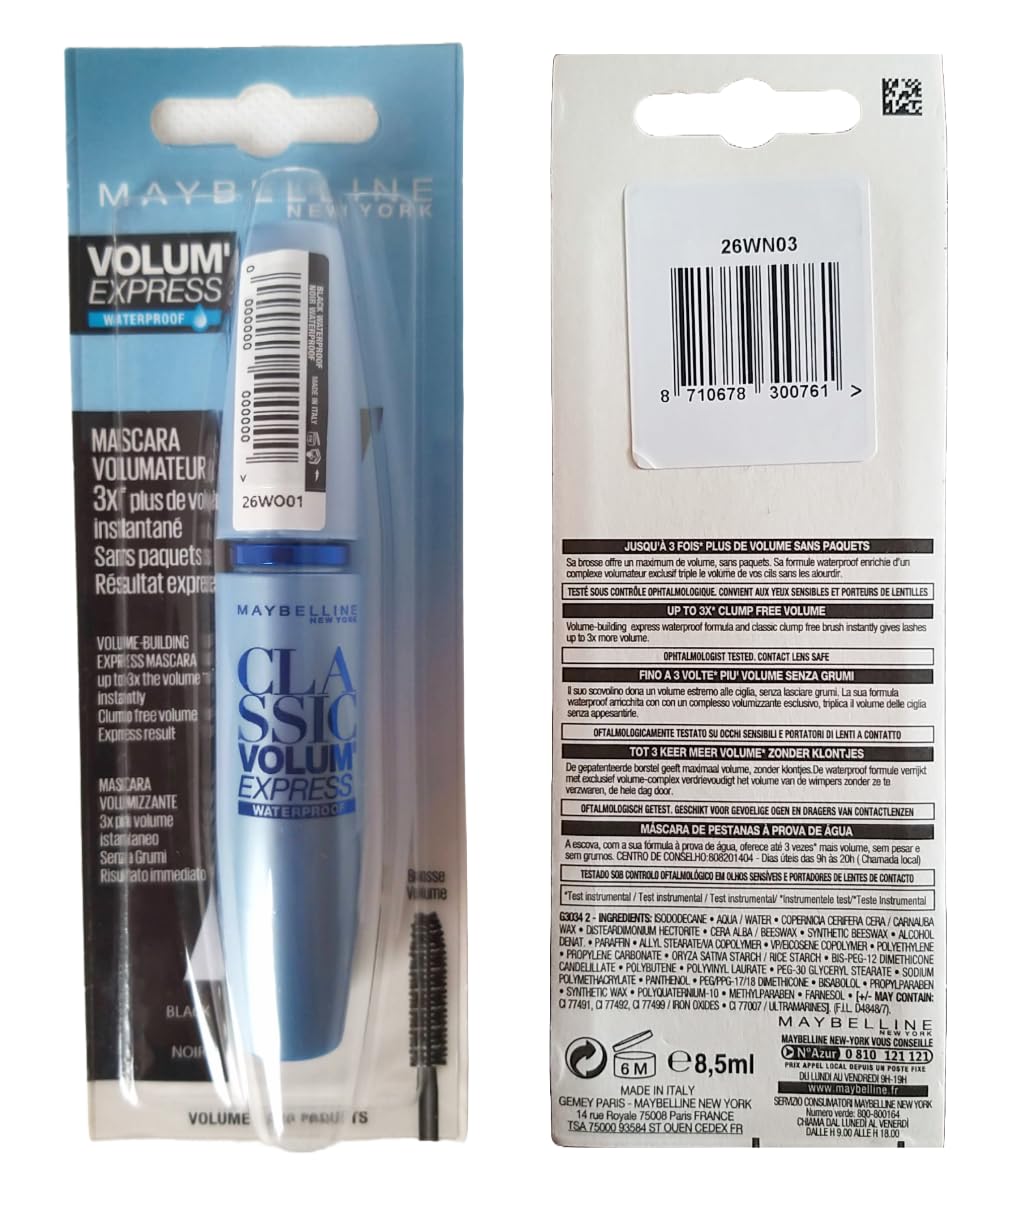 MAYBELLINE
NEW YORK
VOLUM'
EXPRESS
WATERPROOF
MASCARA
VOLUMATEUR
3X* plus de
instantané
Sans paquets
Résultat
VOLUME-BUILDING
EXPRESS MASCARA
up to 3x the volume
instantly
Clump free volume
Express result
MASCARA
VOLUMIZZANTE
3x più volume
istantaneo
Senza Grumi
Risultato immediato
BLACK
NOIR
Brosse
Volume
VOLUME PAQUETS
BLACK WATERPROOF
NOIR WATERPROOF MADE IN ITALY
0 000000 000000 >
26WO01
MAYBELLINE
NEW YORK
CLA
SSIC
VOLUM'
EXPRESS
WATERPROOF
26WN03
8 710678 300761 >
JUSQU'À 3 FOIS* PLUS DE VOLUME SANS PAQUETS
Sa brosse offre un maximum de volume, sans paquets. Sa formule waterproof enrichie d'un
complexe volumateur exclusif triple le volume de vos cils sans les alourdir.
TESTÉ SOUS CONTRÔLE OPHTALMOLOGIQUE. CONVIENT AUX YEUX SENSIBLES ET PORTEURS DE LENTILLES
UP TO 3X* CLUMP FREE VOLUME
Volume-building express waterproof formula and classic clump free brush instantly gives lashes
up to 3x more volume.
OPHTALMOLOGIST TESTED. CONTACT LENS SAFE
FINO A 3 VOLTE* PIU' VOLUME SENZA GRUMI
Il suo scovolino dona un volume estremo alle ciglia, senza lasciare grumi. La sua formula
waterproof arricchita con con un complesso volumizzante esclusivo, triplica il volume delle ciglia
senza appesantirle.
OFTALMOLOGICAMENTE TESTATO SU OCCHI SENSIBILI E PORTATORI DI LENTI A CONTATTO
TOT 3 KEER MEER VOLUME* ZONDER KLONTJES
De gepatenteerde borstel geeft maximaal volume, zonder klontjes.De waterproof formule verrijkt
met exclusief volume-complex verdrievoudigt het volume van de wimpers zonder ze te
verzwaren, de hele dag door.
OFTALMOLOGISCH GETEST. GESCHIKT VOOR GEVOELIGE OGEN EN DRAGERS VAN CONTACTLENZEN
MÁSCARA DE PESTANAS À PROVA DE ÁGUA
A escova, com a sua fórmula à prova de água, oferece até 3 vezes* mais volume, sem pesar e
sem grumos. CENTRO DE CONSELHO:808201404 - Dias úteis das 9h às 20h ( Chamada local)
TESTADO SOB CONTROLO OFTALMOLÓGICO EM OLHOS SENSÍVEIS E PORTADORES DE LENTES DE CONTACTO
*Test instrumental / Test instrumental / Test instrumental/ *Instrumentele test/*Teste Instrumental
G3034 2 - INGREDIENTS: ISODODECANE • AQUA / WATER • COPERNICIA CERIFERA CERA / CARNAUBA
WAX • DISTEARDIMONIUM HECTORITE • CERA ALBA / BEESWAX • SYNTHETIC BEESWAX • ALCOHOL
DENAT. • PARAFFIN • ALLYL STEARATE/VA COPOLYMER • VP/EICOSENE COPOLYMER • POLYETHYLENE
• PROPYLENE CARBONATE • ORYZA SATIVA STARCH / RICE STARCH • BIS-PEG-12 DIMETHICONE
CANDELILLATE • POLYBUTENE • POLYVINYL LAURATE • PEG-30 GLYCERYL STEARATE • SODIUM
POLYMETHACRYLATE • PANTHENOL • PEG/PPG-17/18 DIMETHICONE • BISABOLOL • PROPYLPARABEN
• SYNTHETIC WAX • POLYQUATERNIUM-10 • METHYLPARABEN • FARNESOL • [+/- MAY CONTAIN:
CI 77491, CI 77492, CI 77499 / IRON OXIDES • CI 77007 / ULTRAMARINES]. (F.I.L. D4848/7).
6 M
℮8,5ml
MADE IN ITALY
GEMEY PARIS - MAYBELLINE NEW YORK
14 rue Royale 75008 Paris FRANCE
TSA 75000 93584 ST OUEN CEDEX FR
MAYBELLINE
NEW YORK
MAYBELLINE NEW-YORK VOUS CONSEILLE
N°Azur 0 810 121 121
PRIX APPEL LOCAL DEPUIS UN POSTE FIXE
DU LUNDI AU VENDREDI 9H-19H
www.maybelline.fr
SERVIZIO CONSUMATORI MAYBELLINE NEW YORK
Numero verde: 800-800164
CHIAMA DAL LUNEDÌ AL VENERDÌ
DALLE H 9.00 ALLE H 18.00